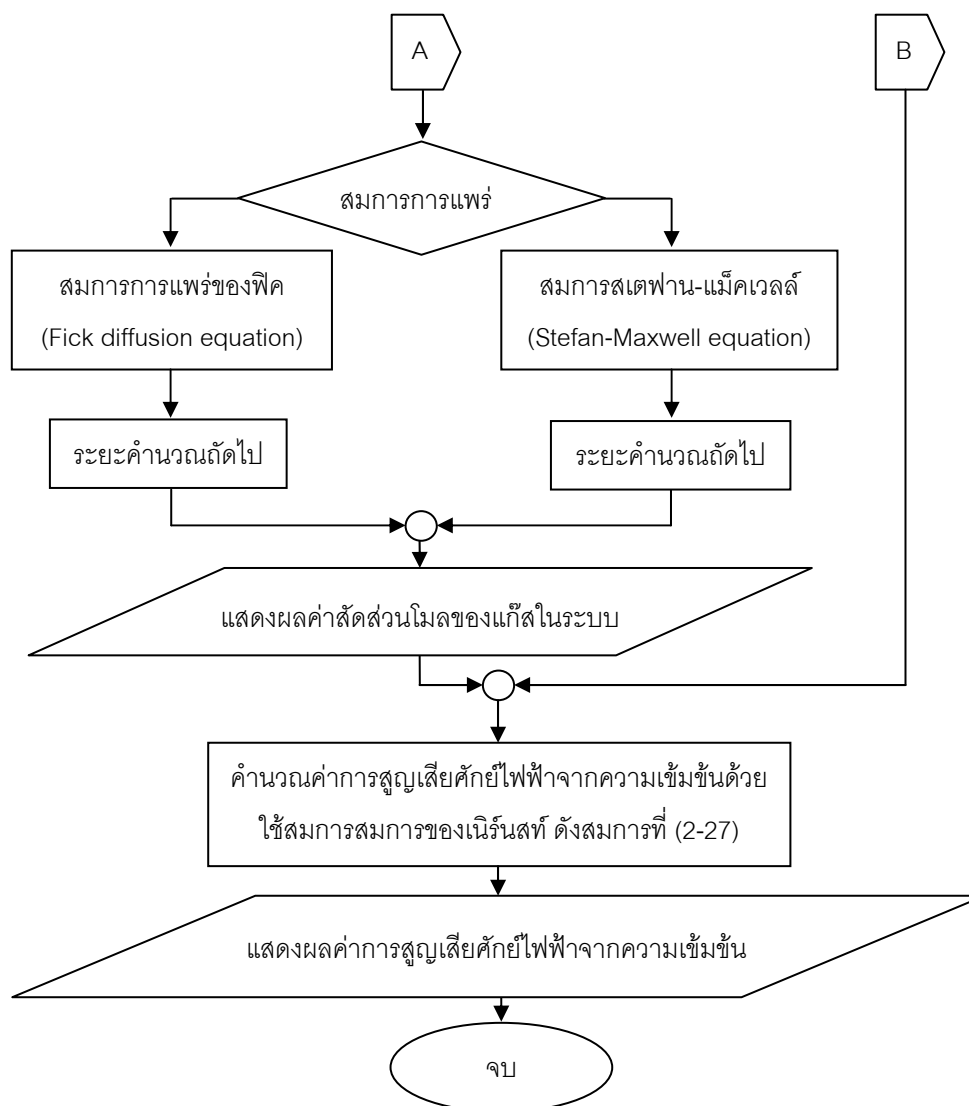 A
B
สมการการแพร่
สมการการแพร่ของฟิค
(Fick diffusion equation)
สมการสเตฟาน-แม็คเวลล์
(Stefan-Maxwell equation)
ระยะคำนวณถัดไป
ระยะคำนวณถัดไป
แสดงผลค่าสัดส่วนโมลของแก๊สในระบบ
คำนวณค่าการสูญเสียศักย์ไฟฟ้าจากความเข้มข้นด้วย
ใช้สมการสมการของเนิร์นสท์ ดังสมการที่ (2-27)
แสดงผลค่าการสูญเสียศักย์ไฟฟ้าจากความเข้มข้น
จบ